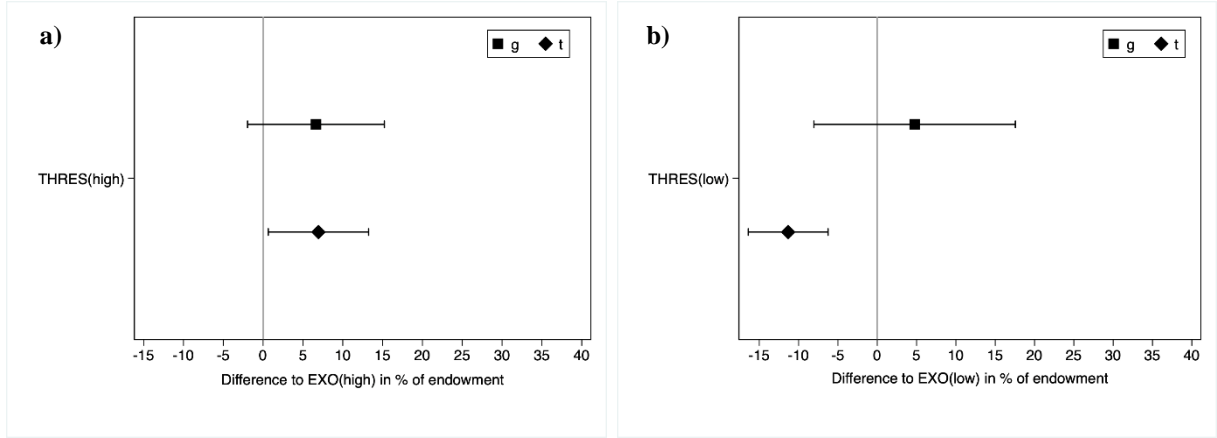 a)
g t
THRES(high)
-15 -10 -5 0 5 10 15 20 25 30 35 40
Difference to EXO(high) in % of endowment
b)
g t
THRES(low)
-15 -10 -5 0 5 10 15 20 25 30 35 40
Difference to EXO(low) in % of endowment